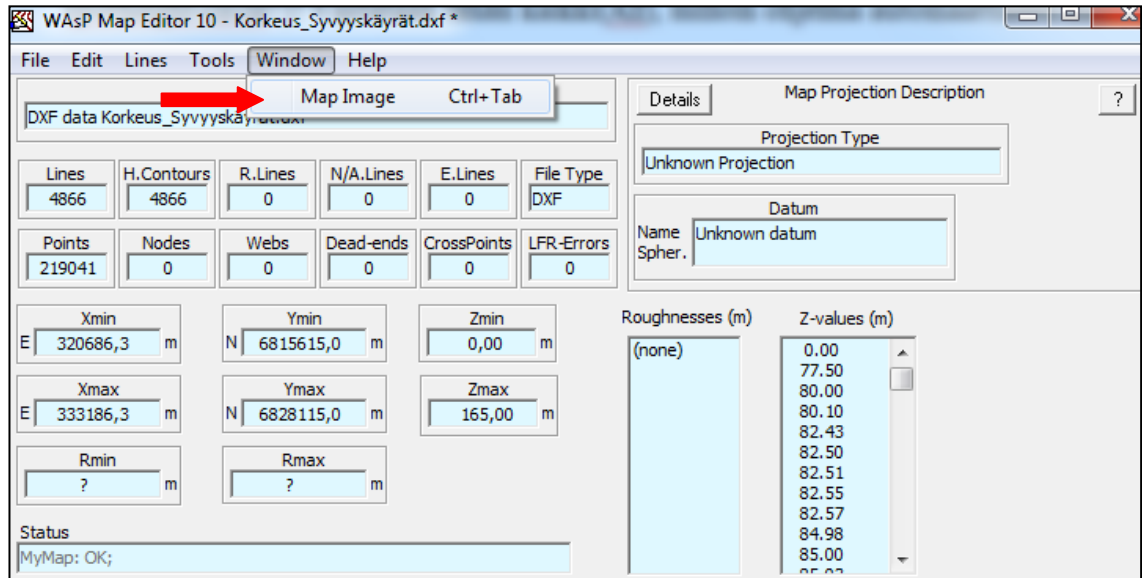 WAsP Map Editor 10 - Korkeus_Syvyyskäyrät.dxf *
File Edit Lines Tools Window Help
Map Image Ctrl+Tab
DXF data Korkeus_Syvyyskäyrät.dxf
Details Map Projection Description ?
Projection Type
Unknown Projection
Lines H.Contours R.Lines N/A.Lines E.Lines File Type
4866 4866 0 0 0 DXF
Datum
Name Unknown datum
Spher.
Points Nodes Webs Dead-ends CrossPoints LFR-Errors
219041 0 0 0 0 0
Xmin Ymin Zmin
E 320686,3 m N 6815615,0 m 0,00 m
Xmax Ymax Zmax
E 333186,3 m N 6828115,0 m 165,00 m
Rmin Rmax
? m ? m
Roughnesses (m)
(none)
Z-values (m)
0.00
77.50
80.00
80.10
82.43
82.50
82.51
82.55
82.57
84.98
85.00
Status
MyMap: OK;